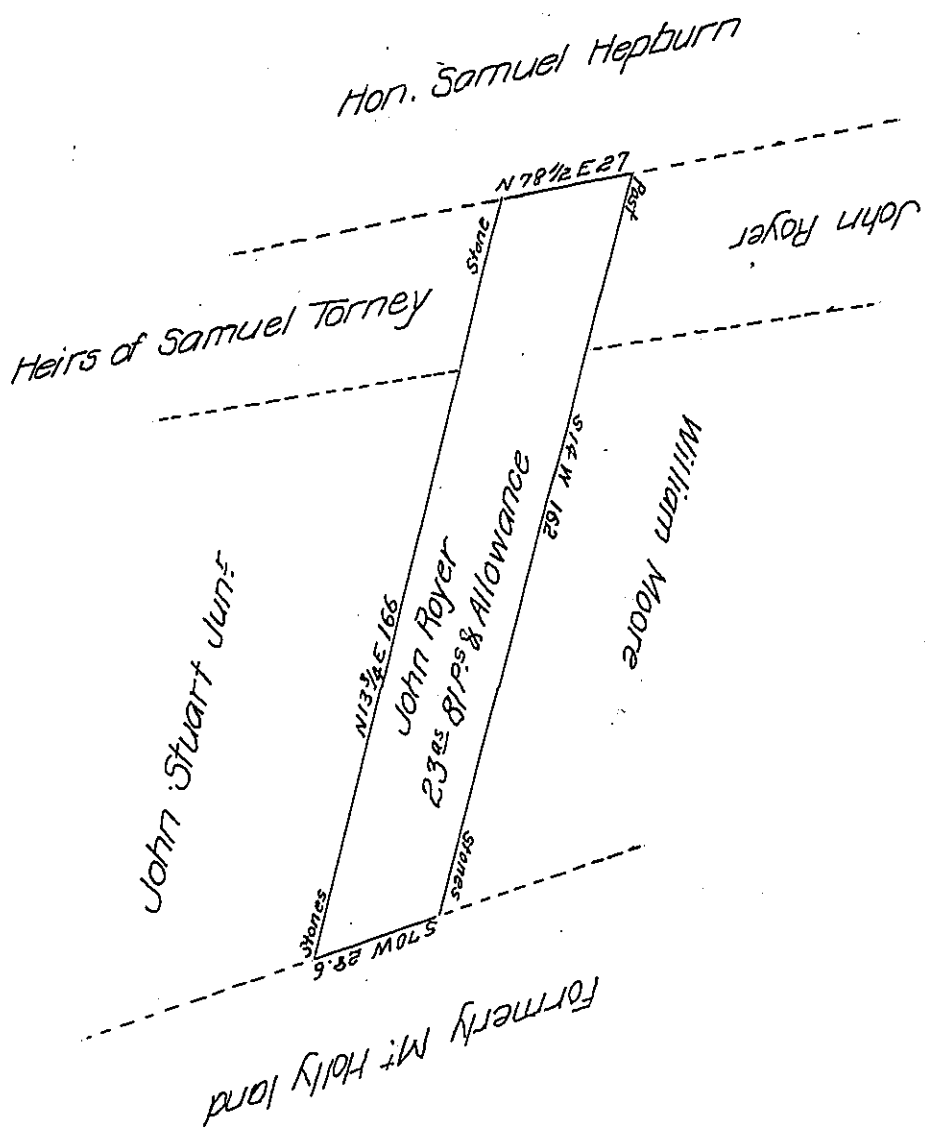 Hon. Samuel Hepburn
N 78½ E 27
Stone
Post
John Royer
Heirs of Samuel Torney
S 14 W 162
William Moore
John Royer
23as 81Ps & Allowance
N 13¾ E 166
John Stuart Junr
Stones
Stones
S 70 W 28.6
Formerly Mt. Holly land